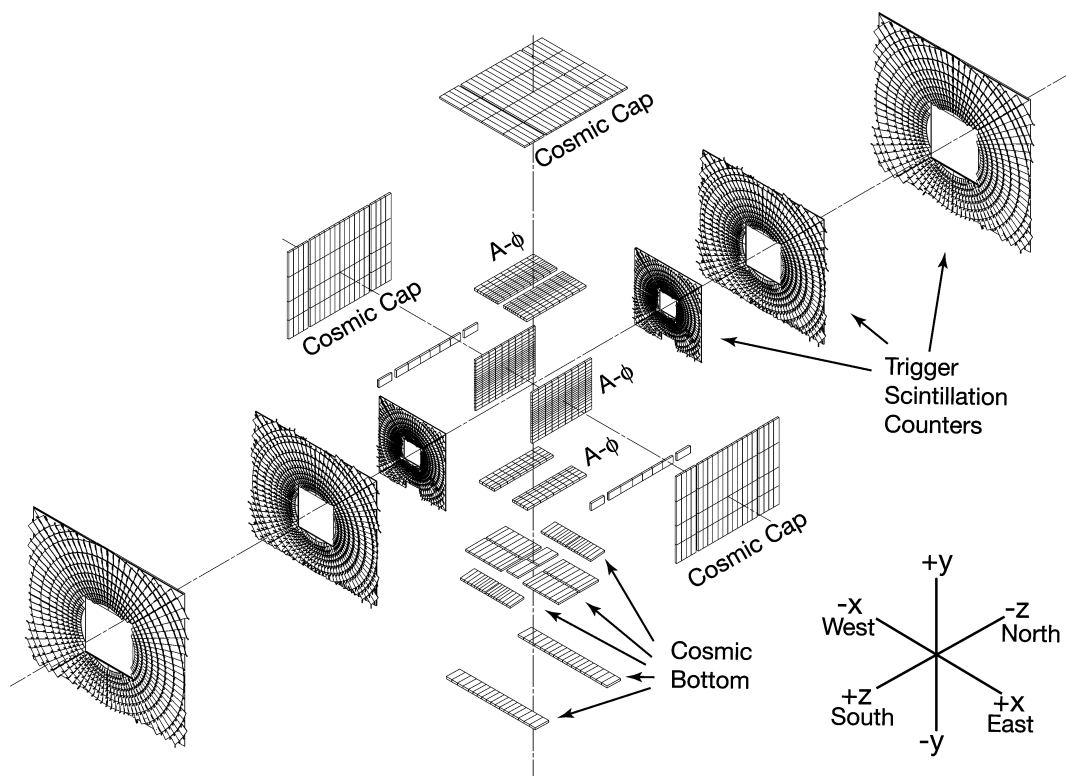 Cosmic Cap
A-ϕ
Cosmic Cap
A-ϕ
A-ϕ
Trigger
Scintillation
Counters
Cosmic Cap
Cosmic
Bottom
+y
-x
West
-z
North
+z
South
+x
East
-y